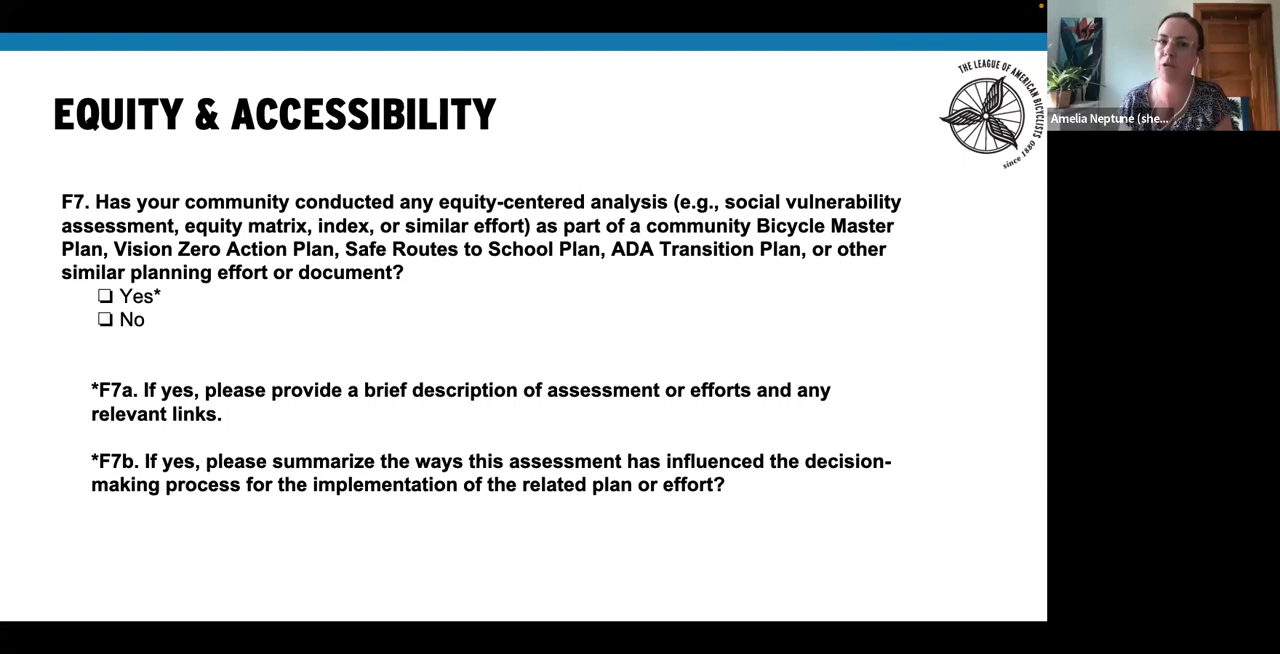 EQUITY & ACCESSIBILITY
THE LEAGUE OF AMERICAN BICYCLISTS
since 1880
Amelia Neptune (she...
F7. Has your community conducted any equity-centered analysis (e.g., social vulnerability
assessment, equity matrix, index, or similar effort) as part of a community Bicycle Master
Plan, Vision Zero Action Plan, Safe Routes to School Plan, ADA Transition Plan, or other
similar planning effort or document?
❏ Yes*
❏ No
*F7a. If yes, please provide a brief description of assessment or efforts and any
relevant links.
*F7b. If yes, please summarize the ways this assessment has influenced the decision-
making process for the implementation of the related plan or effort?